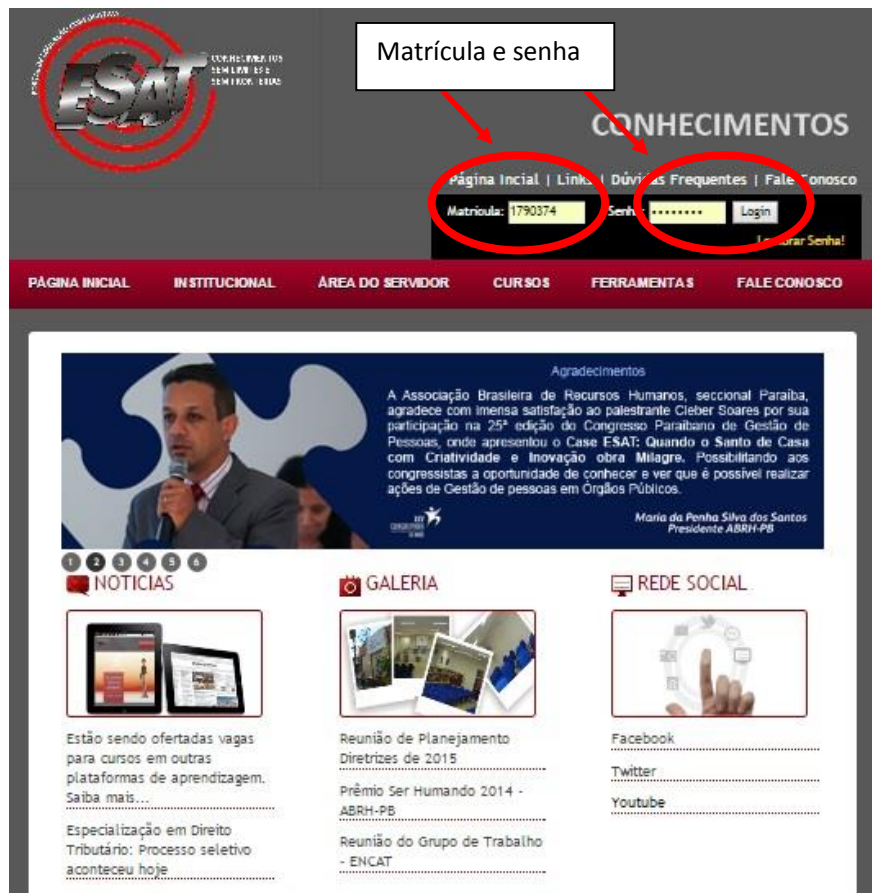 ESAT
CONHECIMENTOS
SEM LIMITES E
SEM FRONTEIRAS
Matrícula e senha
CONHECIMENTOS
Página Incial | Links | Dúvidas Frequentes | Fale Conosco
Matrícula: 1790374 Senha: •••••••• Login
Lembrar Senha!
PÁGINA INICIAL INSTITUCIONAL ÁREA DO SERVIDOR CURSOS FERRAMENTAS FALE CONOSCO
Agradecimentos
A Associação Brasileira de Recursos Humanos, seccional Paraíba,
agradece com imensa satisfação ao palestrante Cleber Soares por sua
participação na 25ª edição do Congresso Paraibano de Gestão de
Pessoas, onde apresentou o Case ESAT: Quando o Santo de Casa
com Criatividade e Inovação obra Milagre. Possibilitando aos
congressistas a oportunidade de conhecer e ver que é possível realizar
ações de Gestão de pessoas em Órgãos Públicos.
Maria da Penha Silva dos Santos
Presidente ABRH-PB
1 2 3 4 5 6
NOTICIAS
Estão sendo ofertadas vagas
para cursos em outras
plataformas de aprendizagem.
Saiba mais...
Especialização em Direito
Tributário: Processo seletivo
aconteceu hoje
GALERIA
Reunião de Planejamento
Diretrizes de 2015
Prêmio Ser Humando 2014 -
ABRH-PB
Reunião do Grupo de Trabalho
- ENCAT
REDE SOCIAL
Facebook
Twitter
Youtube